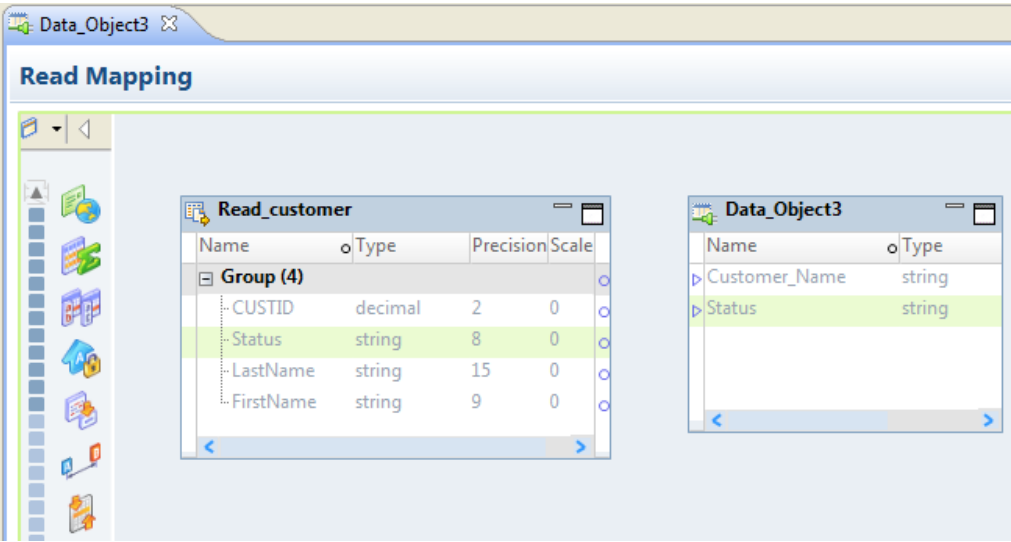 Data_Object3
Read Mapping
Read_customer
Name Type Precision Scale
Group (4)
CUSTID decimal 2 0
Status string 8 0
LastName string 15 0
FirstName string 9 0
Data_Object3
Name Type
Customer_Name string
Status string